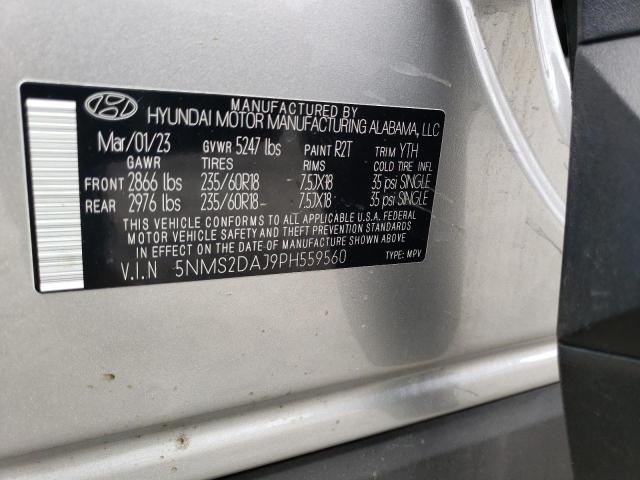 MANUFACTURED BY
HYUNDAI MOTOR MANUFACTURING ALABAMA, LLC
Mar/01/23 GVWR 5247 lbs PAINT R2T TRIM YTH
GAWR TIRES RIMS COLD TIRE INFL
FRONT 2866 lbs 235/60R18 7.5JX18 35 psi SINGLE
REAR 2976 lbs 235/60R18 7.5JX18 35 psi SINGLE
THIS VEHICLE CONFORMS TO ALL APPLICABLE U.S.A. FEDERAL
MOTOR VEHICLE SAFETY AND THEFT PREVENTION STANDARDS
IN EFFECT ON THE DATE OF MANUFACTURE SHOWN ABOVE.
V.I.N 5NMS2DAJ9PH559560 TYPE: MPV